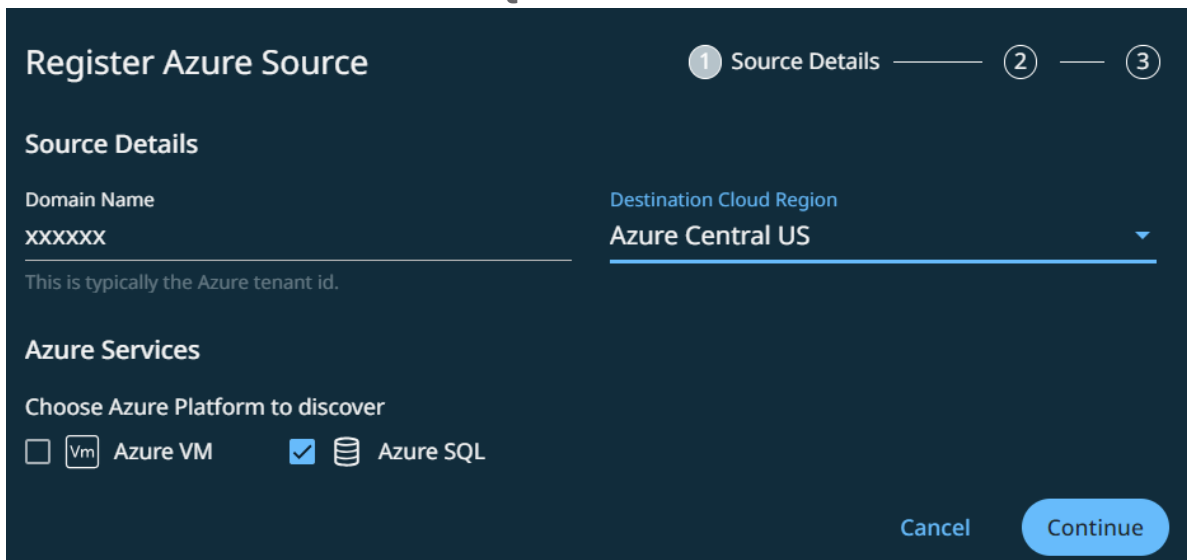 Register Azure Source
1 Source Details 2 3
Source Details
Domain Name
xxxxxx
This is typically the Azure tenant id.
Destination Cloud Region
Azure Central US
Azure Services
Choose Azure Platform to discover
Vm Azure VM
Azure SQL
Cancel
Continue